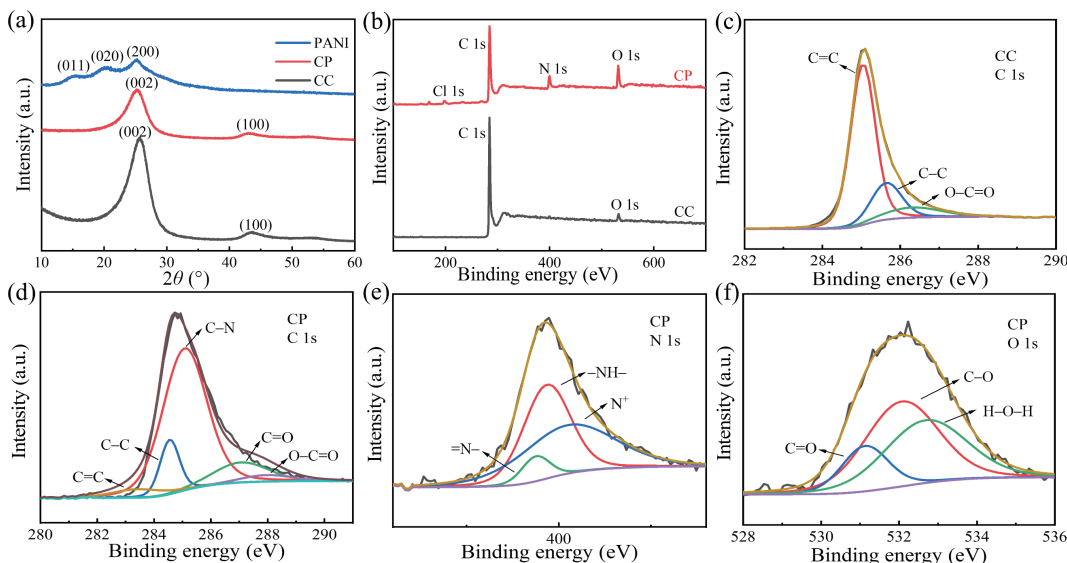 (a)
PANI
CP
CC
(011)
(020)
(200)
(002)
(100)
(002)
(100)
Intensity (a.u.)
10 20 30 40 50 60
2θ (°)
(b)
C 1s
N 1s
O 1s
CP
Cl 1s
C 1s
O 1s
CC
Intensity (a.u.)
200 400 600
Binding energy (eV)
(c)
CC
C 1s
C=C
C–C
O–C=O
Intensity (a.u.)
282 284 286 288 290
Binding energy (eV)
(d)
CP
C 1s
C–N
C–C
C=O
C=C
O–C=O
Intensity (a.u.)
280 282 284 286 288 290
Binding energy (eV)
(e)
CP
N 1s
–NH–
N⁺
=N–
Intensity (a.u.)
400
Binding energy (eV)
(f)
CP
O 1s
C–O
H–O–H
C=O
Intensity (a.u.)
528 530 532 534 536
Binding energy (eV)